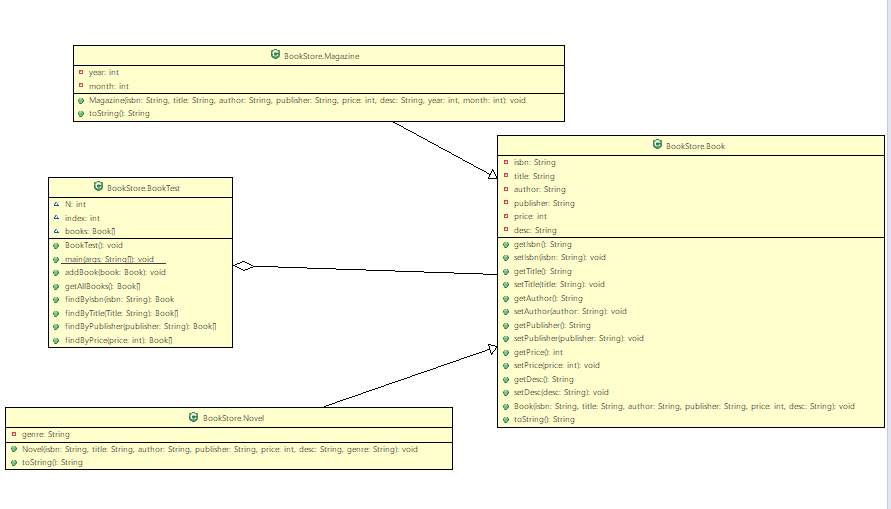 BookStore.Magazine
year: int
month: int
Magazine(isbn: String, title: String, author: String, publisher: String, price: int, desc: String, year: int, month: int): void
toString(): String
BookStore.Book
isbn: String
title: String
author: String
publisher: String
price: int
desc: String
getIsbn(): String
setIsbn(isbn: String): void
getTitle(): String
setTitle(title: String): void
getAuthor(): String
setAuthor(author: String): void
getPublisher(): String
setPublisher(publisher: String): void
getPrice(): int
setPrice(price: int): void
getDesc(): String
setDesc(desc: String): void
Book(isbn: String, title: String, author: String, publisher: String, price: int, desc: String): void
toString(): String
BookStore.BookTest
N: int
index: int
books: Book[]
BookTest(): void
main(args: String[]): void
addBook(book: Book): void
getAllBooks(): Book[]
findByIsbn(isbn: String): Book
findByTitle(Title: String): Book[]
findByPublisher(publisher: String): Book[]
findByPrice(price: int): Book[]
BookStore.Novel
genre: String
Novel(isbn: String, title: String, author: String, publisher: String, price: int, desc: String, genre: String): void
toString(): String